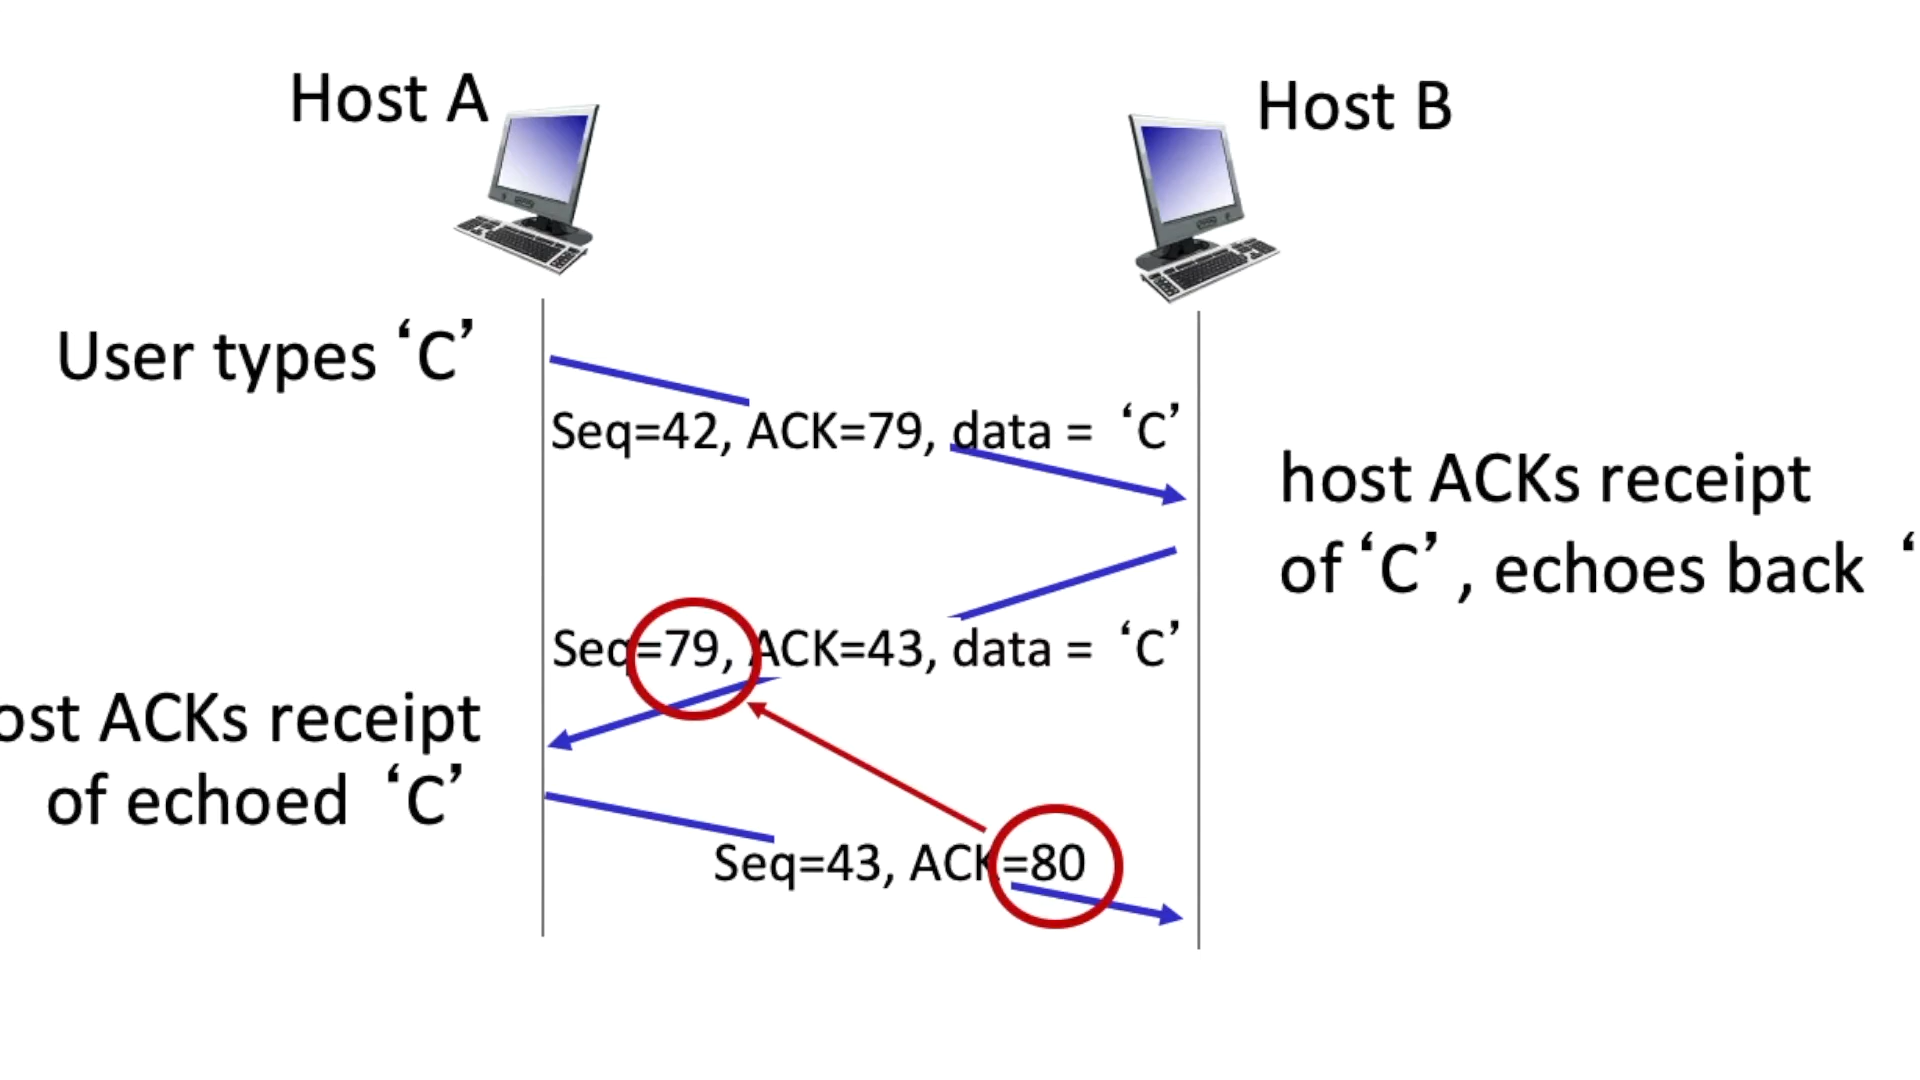 Host A
Host B
User types ‘C’
Seq=42, ACK=79, data = ‘C’
host ACKs receipt
of ‘C’, echoes back ‘
Seq=79, ACK=43, data = ‘C’
ost ACKs receipt
of echoed ‘C’
Seq=43, ACK=80